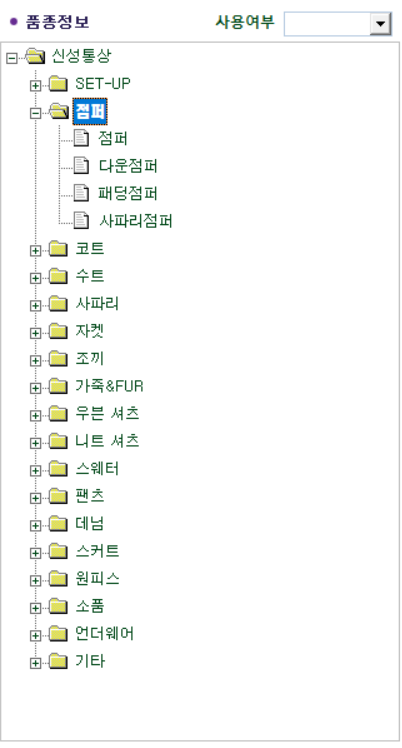 품종정보 사용여부
신성통상
SET-UP
점퍼
점퍼
다운점퍼
패딩점퍼
사파리점퍼
코트
수트
사파리
자켓
조끼
가죽&FUR
우븐 셔츠
니트 셔츠
스웨터
팬츠
데님
스커트
원피스
소품
언더웨어
기타